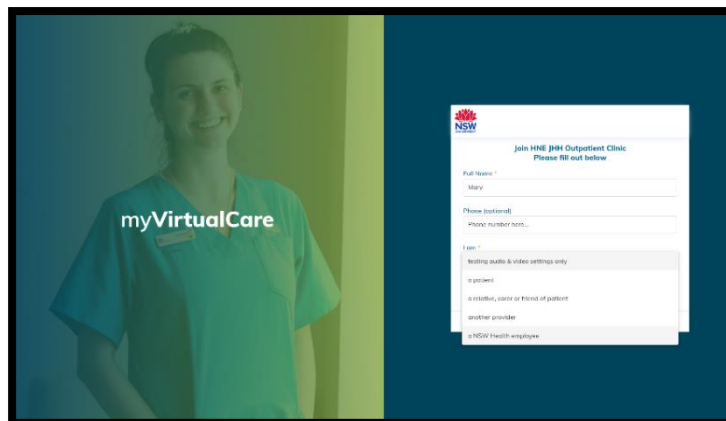 myVirtualCare
NSW
Join HNE JHH Outpatient Clinic
Please fill out below
Full Name *
Mary
Phone (optional)
Phone number here...
I am *
testing audio & video settings only
a patient
a relative, carer or friend of patient
another provider
a NSW Health employee